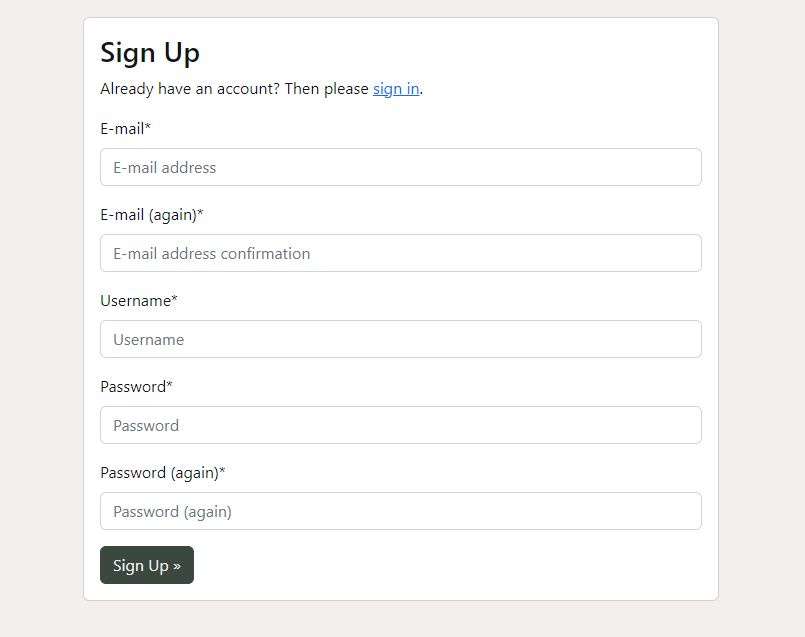 Sign Up
Already have an account? Then please sign in.
E-mail*
E-mail address
E-mail (again)*
E-mail address confirmation
Username*
Username
Password*
Password
Password (again)*
Password (again)
Sign Up »